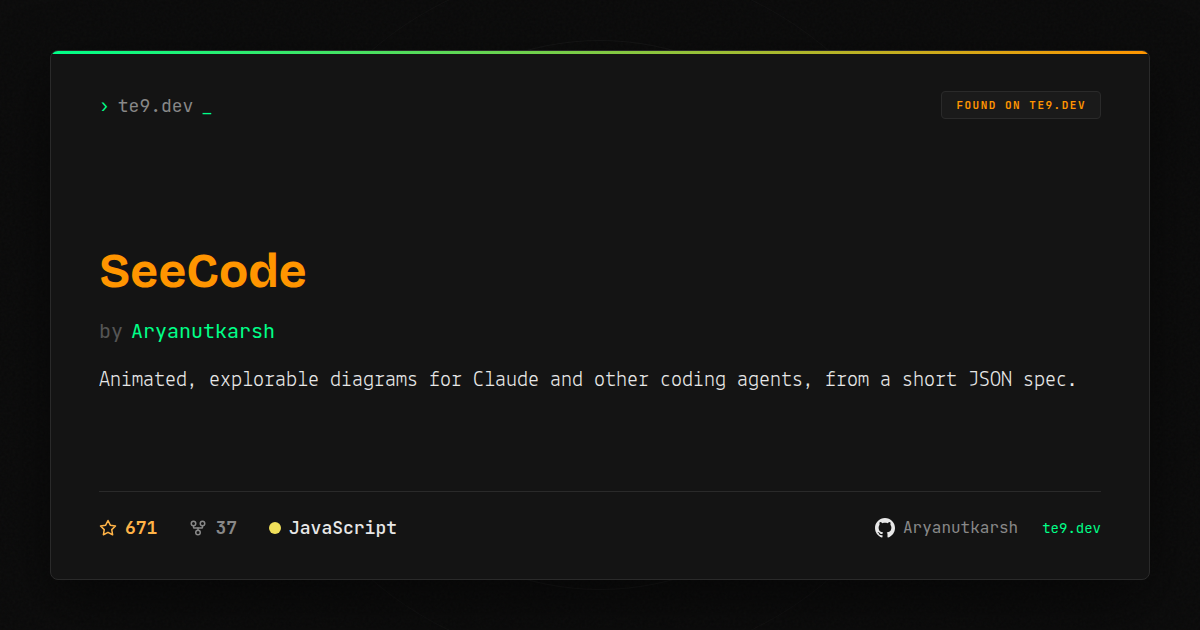 › te9.dev _
FOUND ON TE9.DEV
SeeCode
by Aryanutkarsh
Animated, explorable diagrams for Claude and other coding agents, from a short JSON spec.
671 37 JavaScript
Aryanutkarsh te9.dev